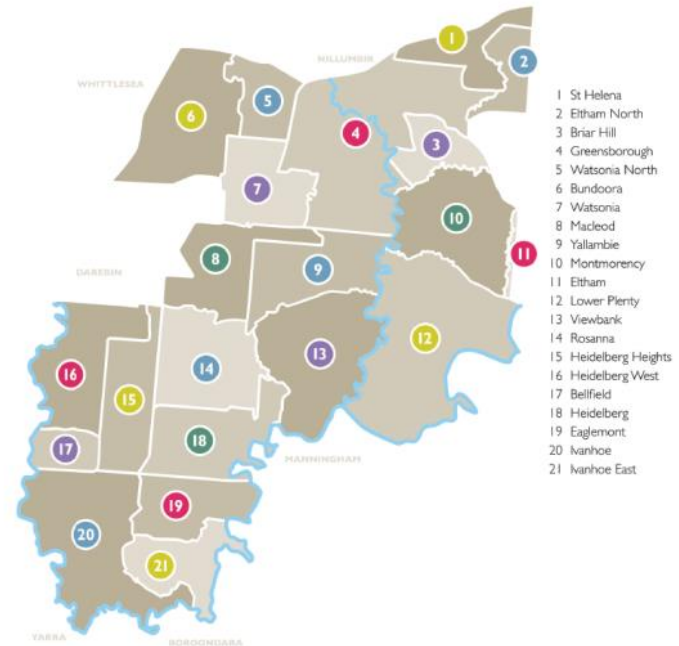 NILLUMBIK
WHITTLESEA
DAREBIN
MANNINGHAM
YARRA
BOROONDARA
1
2
3
4
5
6
7
8
9
10
11
12
13
14
15
16
17
18
19
20
21
1 St Helena
2 Eltham North
3 Briar Hill
4 Greensborough
5 Watsonia North
6 Bundoora
7 Watsonia
8 Macleod
9 Yallambie
10 Montmorency
11 Eltham
12 Lower Plenty
13 Viewbank
14 Rosanna
15 Heidelberg Heights
16 Heidelberg West
17 Bellfield
18 Heidelberg
19 Eaglemont
20 Ivanhoe
21 Ivanhoe East